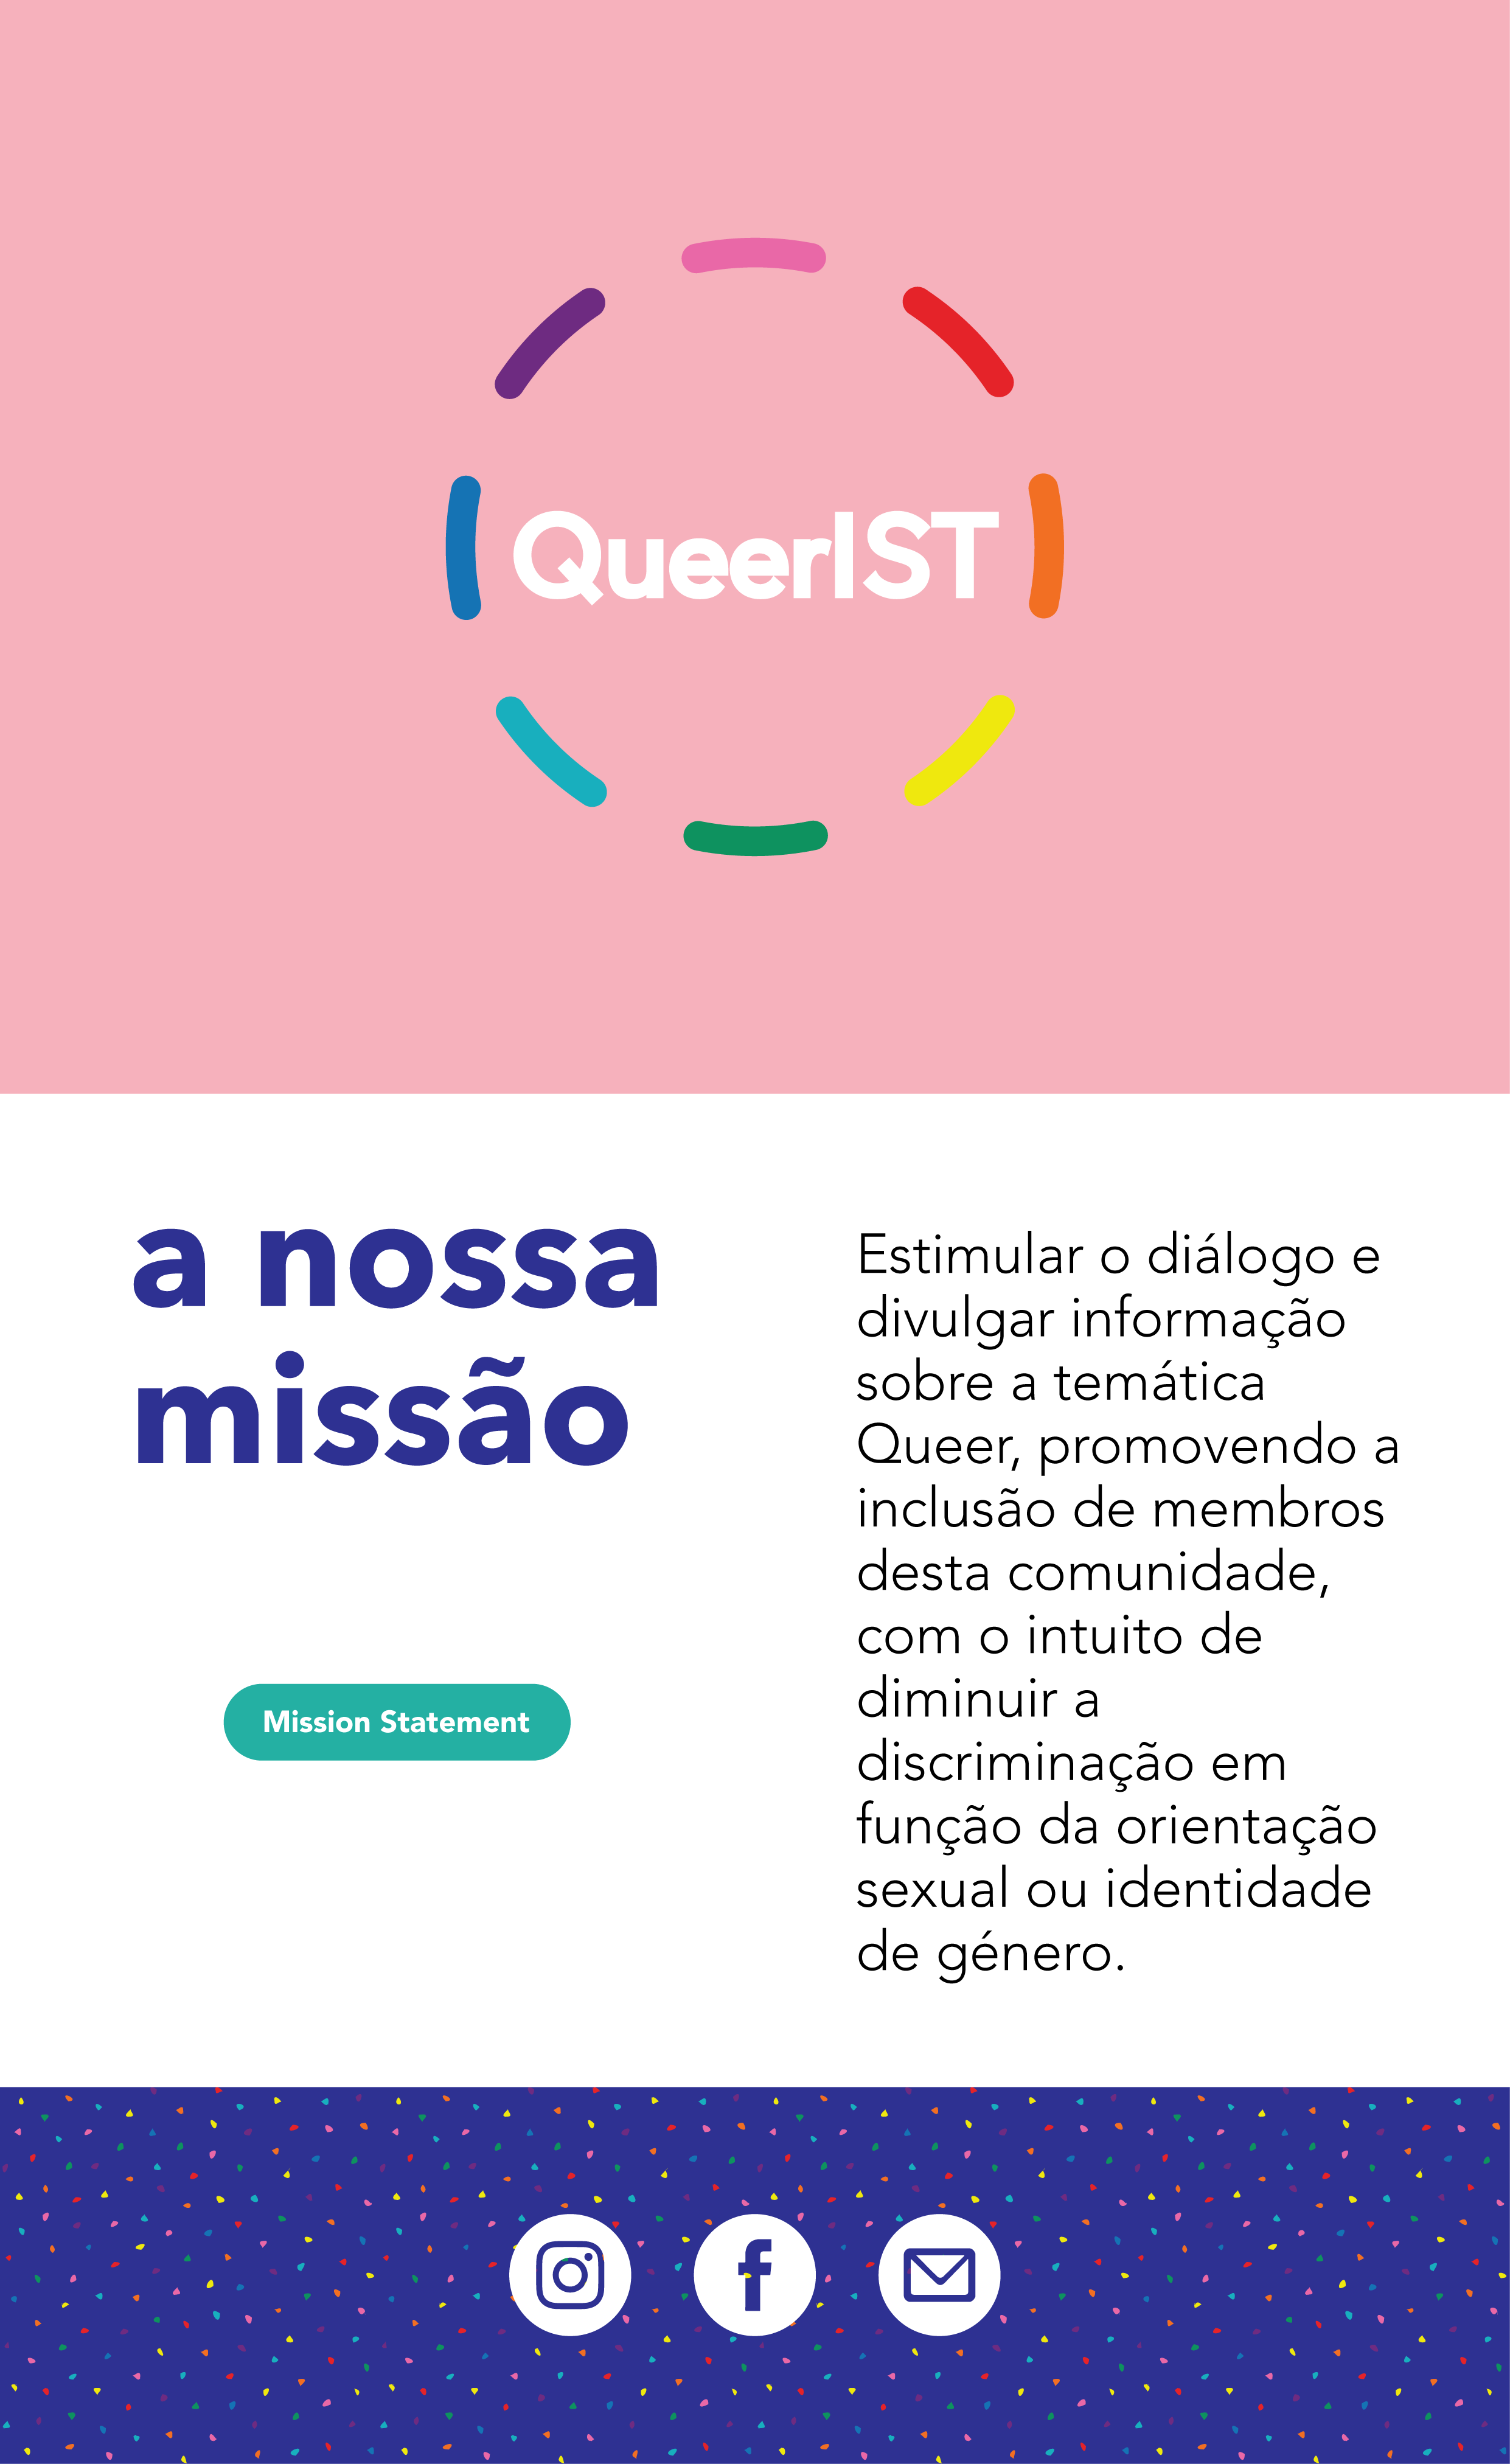 QueerIST
a nossa
missão
Mission Statement
Estimular o diálogo e
divulgar informação
sobre a temática
Queer, promovendo a
inclusão de membros
desta comunidade,
com o intuito de
diminuir a
discriminação em
função da orientação
sexual ou identidade
de género.